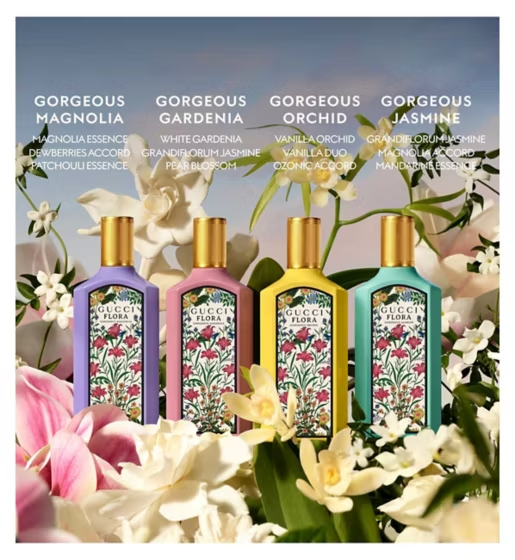 GORGEOUS
MAGNOLIA
MAGNOLIA ESSENCE
DEWBERRIES ACCORD
PATCHOULI ESSENCE
GORGEOUS
GARDENIA
WHITE GARDENIA
GRANDIFLORUM JASMINE
PEAR BLOSSOM
GORGEOUS
ORCHID
VANILLA ORCHID
VANILLA DUO
OZONIC ACCORD
GORGEOUS
JASMINE
GRANDIFLORUM JASMINE
MAGNOLIA ACCORD
MANDARINE ESSENCE
GUCCI
FLORA
GUCCI
FLORA
GUCCI
FLORA
GUCCI
FLORA